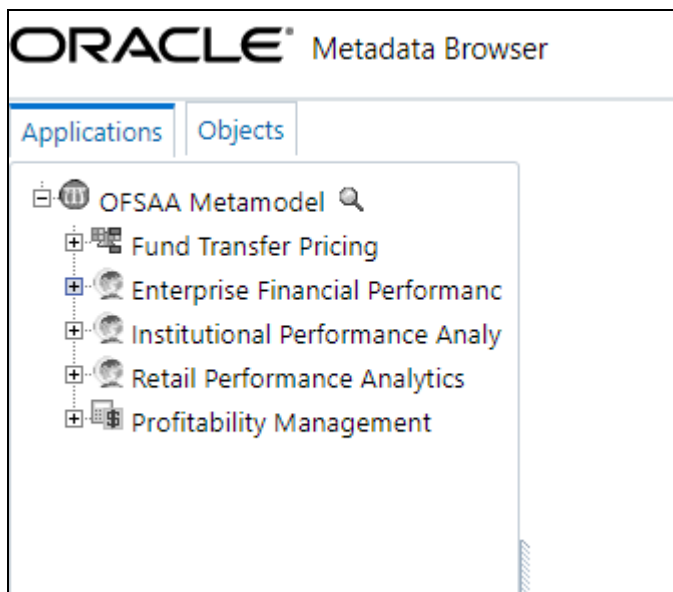 ORACLE Metadata Browser
Applications Objects
OFSAA Metamodel
Fund Transfer Pricing
Enterprise Financial Performanc
Institutional Performance Analy
Retail Performance Analytics
Profitability Management